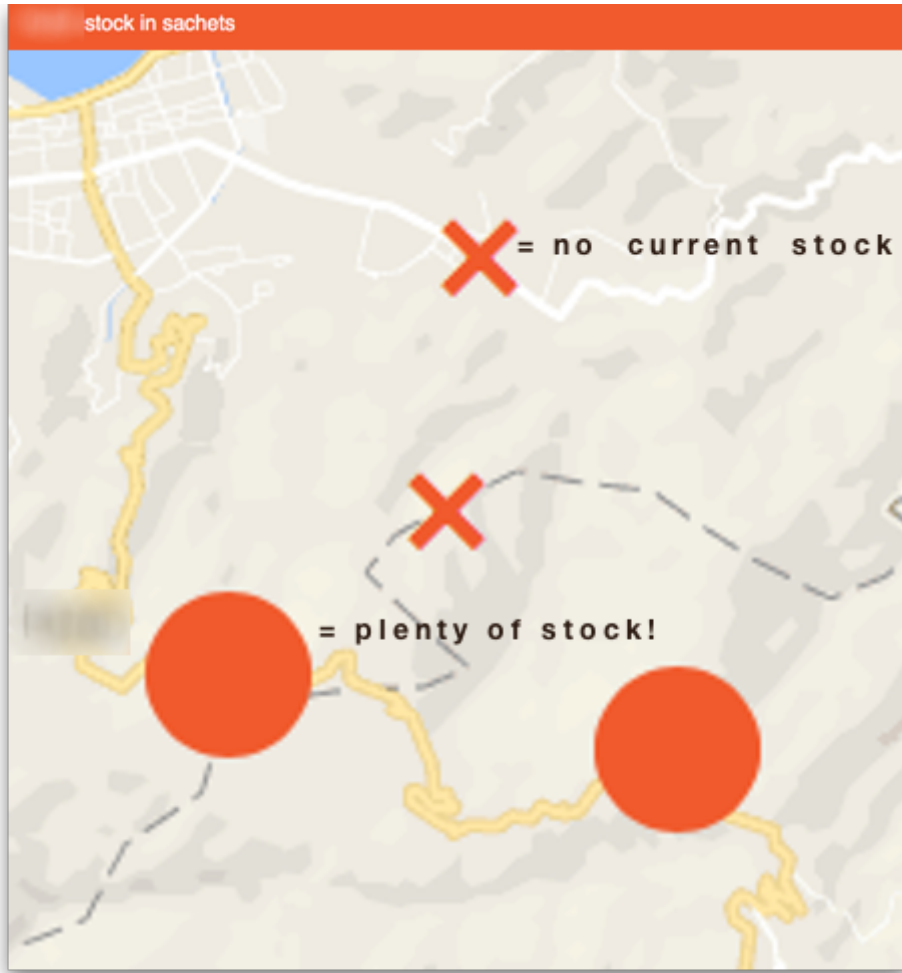 stock in sachets
= no current stock
= plenty of stock!